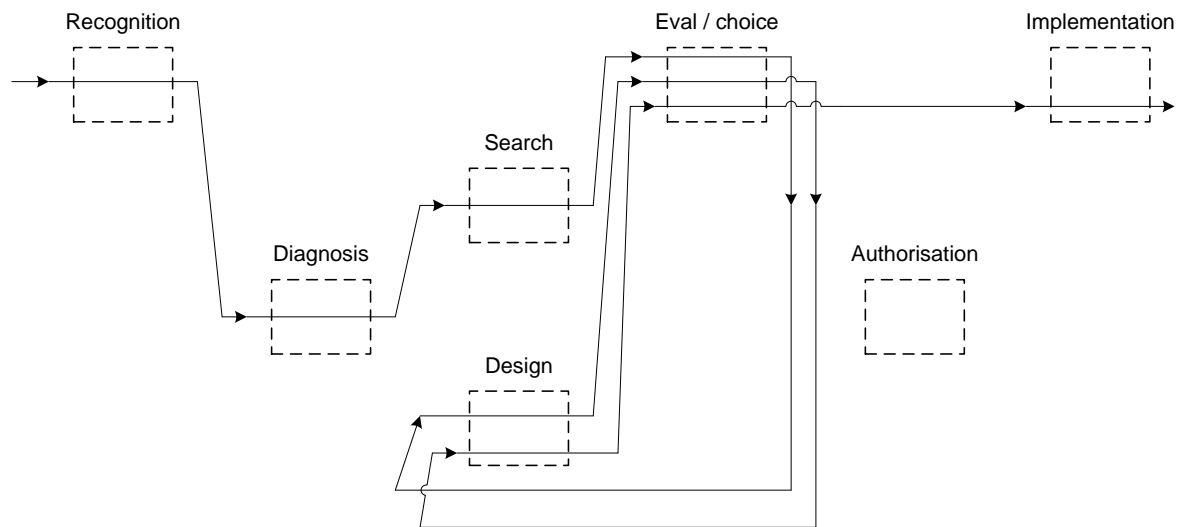 Recognition
Eval / choice
Implementation
Search
Diagnosis
Authorisation
Design